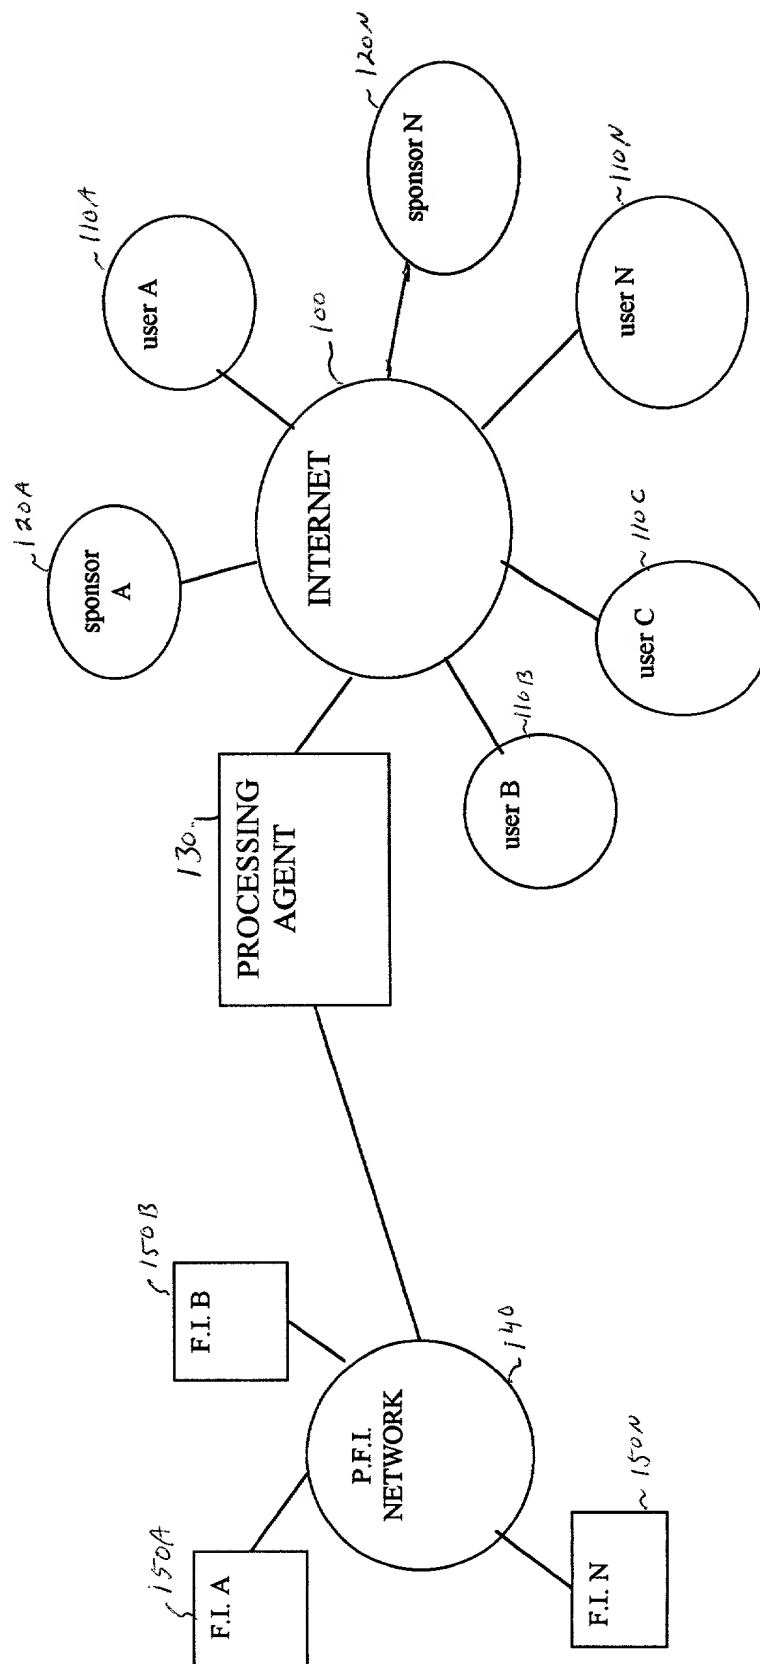 120A
sponsor
A
110A
user A
150A
F.I. A
150B
F.I. B
130
PROCESSING
AGENT
100
INTERNET
120N
sponsor N
P.F.I.
NETWORK
140
110B
user B
110C
user C
110N
user N
150N
F.I. N